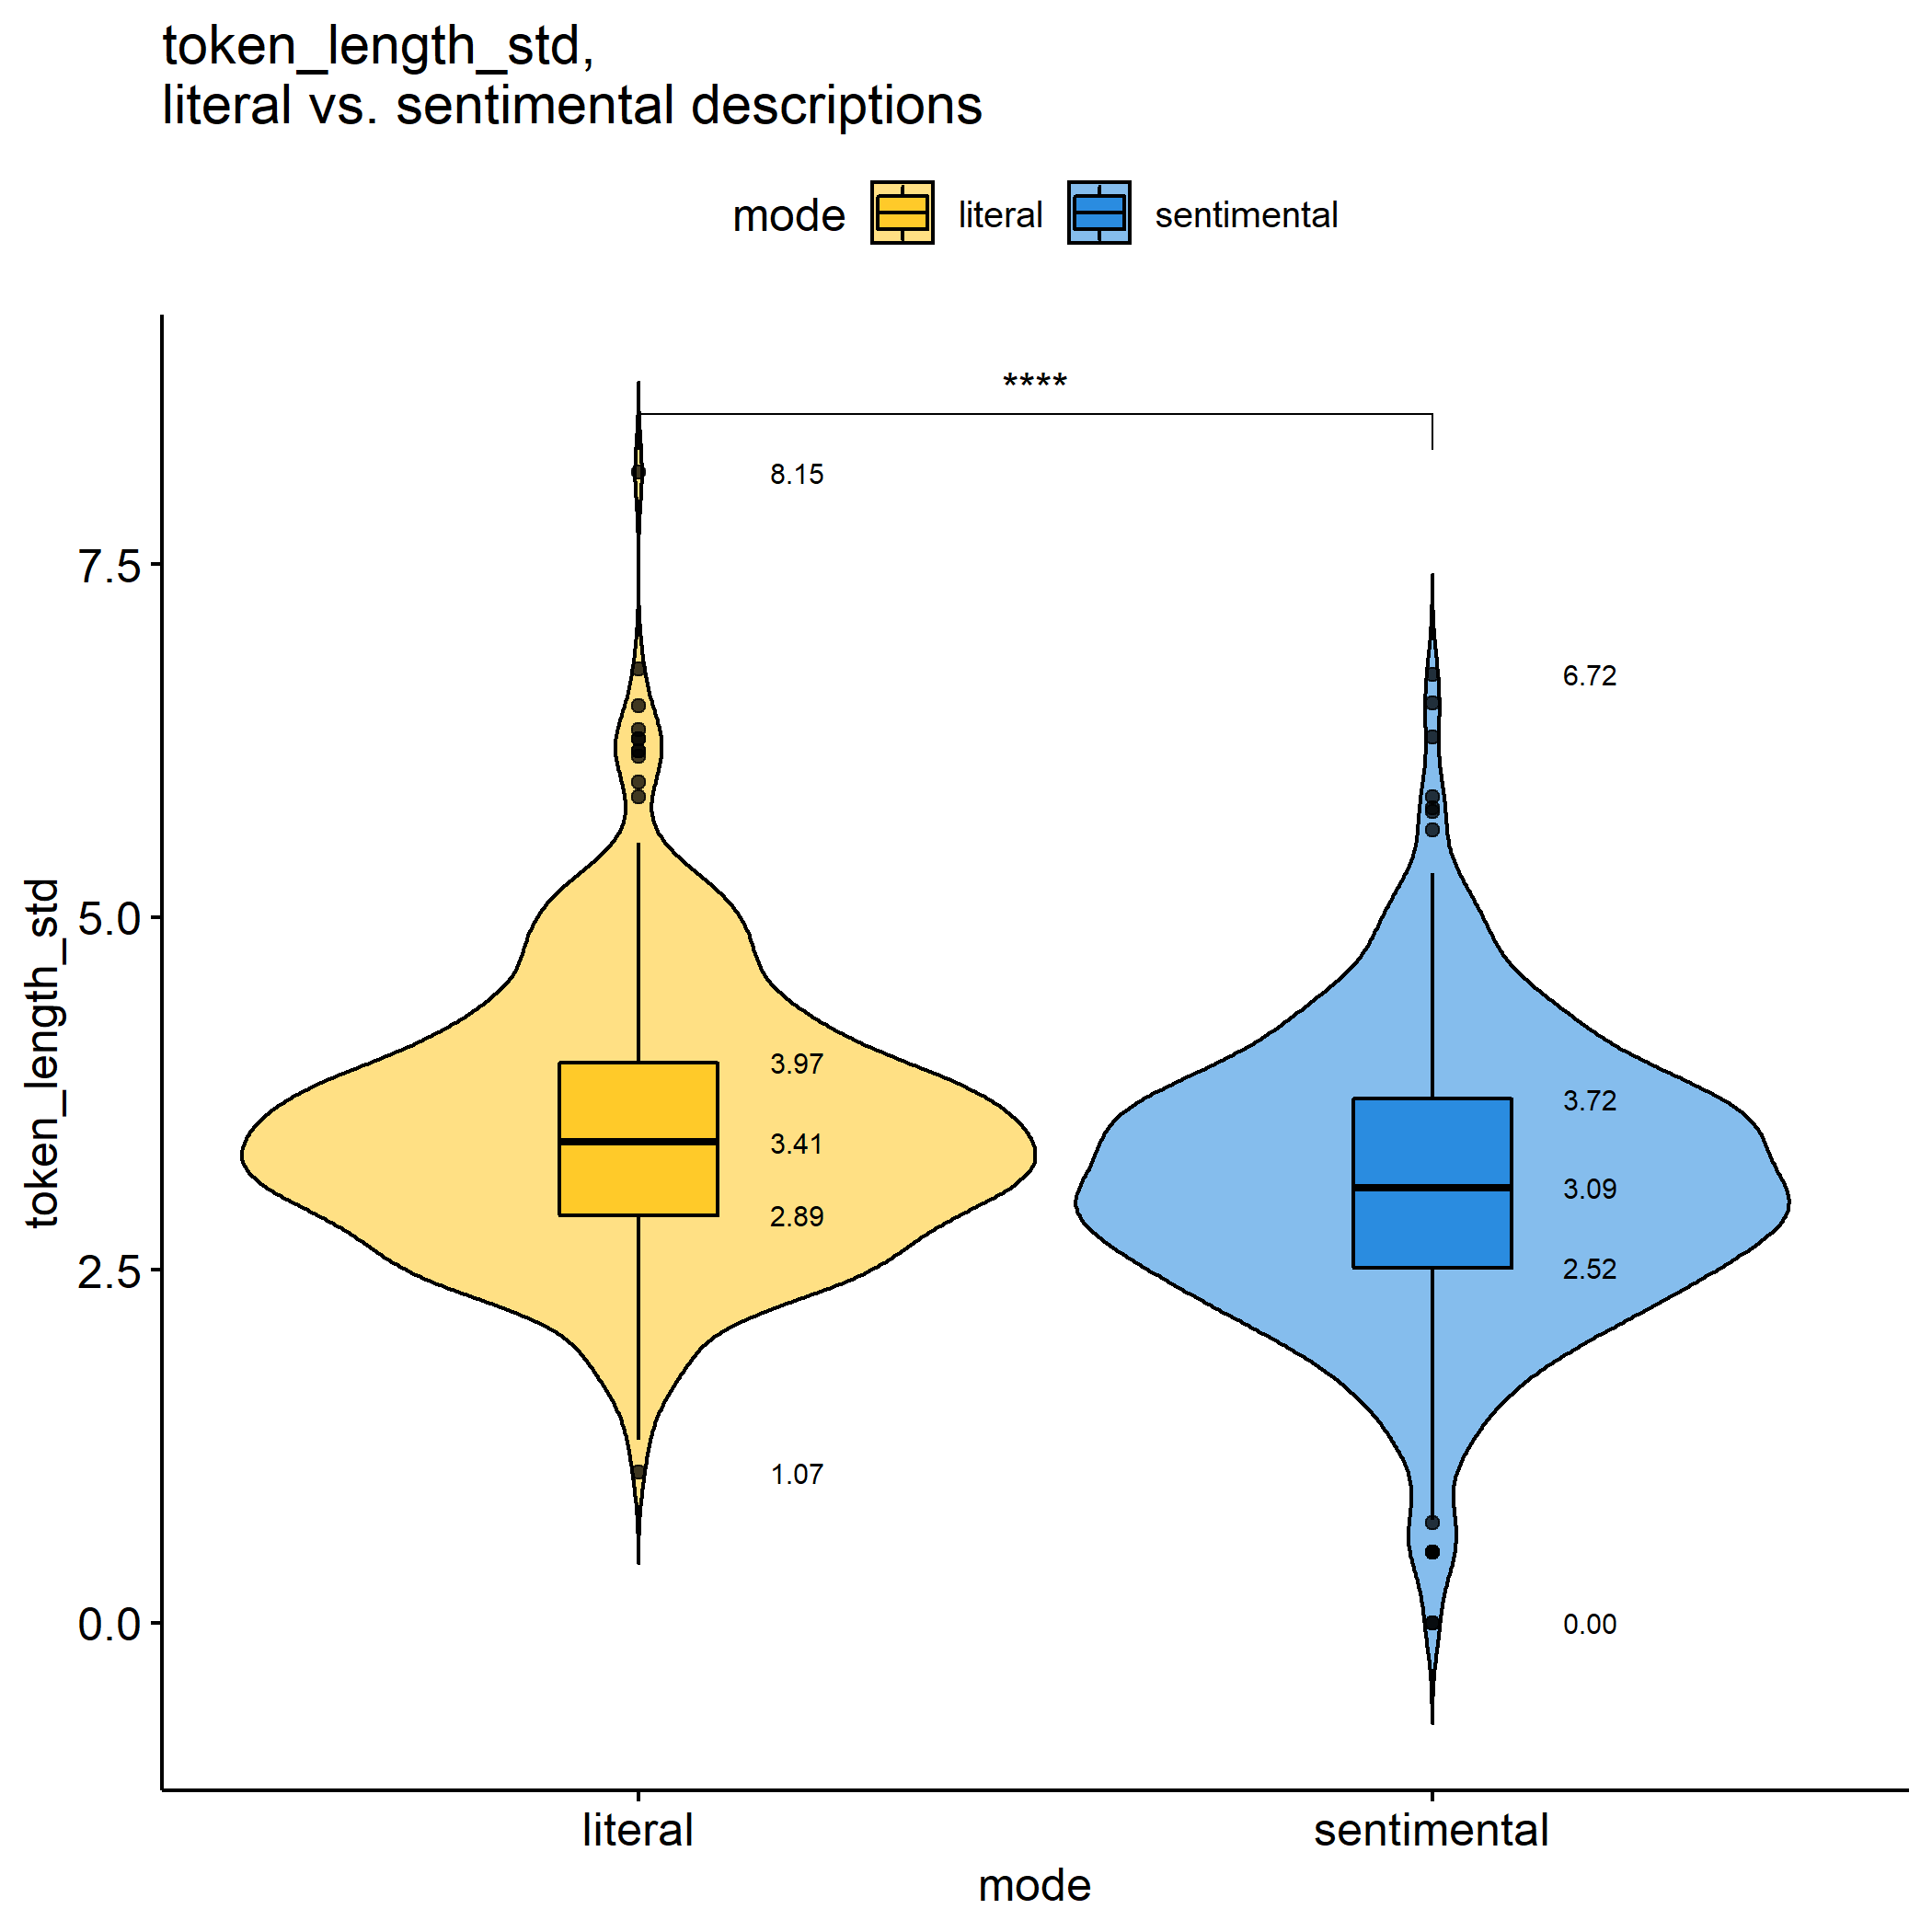 token_length_std,
literal vs. sentimental descriptions
mode literal sentimental
****
8.15
7.5
6.72
5.0
3.97
3.72
3.41
3.09
2.89
2.5
2.52
1.07
0.0
0.00
token_length_std
literal sentimental
mode